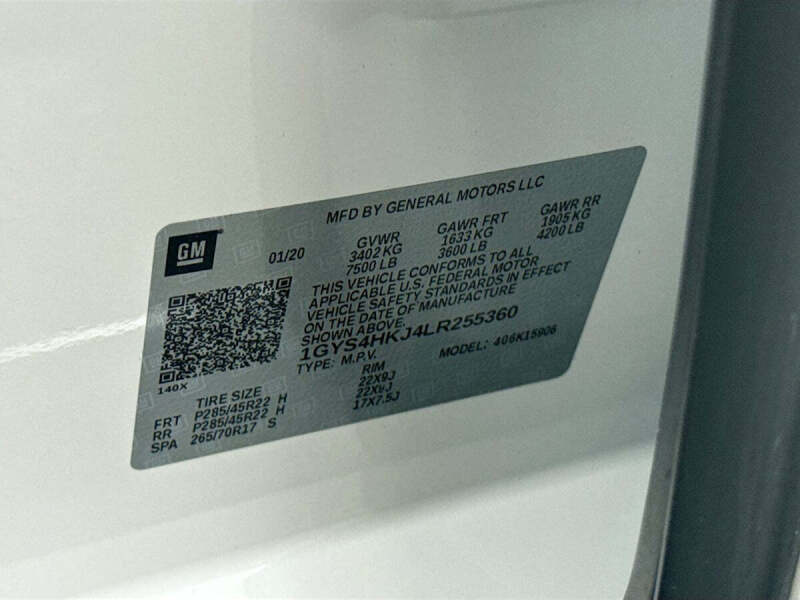 MFD BY GENERAL MOTORS LLC
GM
01/20
GVWR
3402 KG
7500 LB
GAWR FRT
1633 KG
3600 LB
GAWR RR
1905 KG
4200 LB
THIS VEHICLE CONFORMS TO ALL
APPLICABLE U.S. FEDERAL MOTOR
VEHICLE SAFETY STANDARDS IN EFFECT
ON THE DATE OF MANUFACTURE
SHOWN ABOVE.
1GYS4HKJ4LR255360
TYPE: M.P.V.
MODEL: 406K15906
140X
TIRE SIZE
RIM
FRT P285/45R22 H 22X9J
RR P285/45R22 H 22X9J
SPA 265/70R17 S 17X7.5J